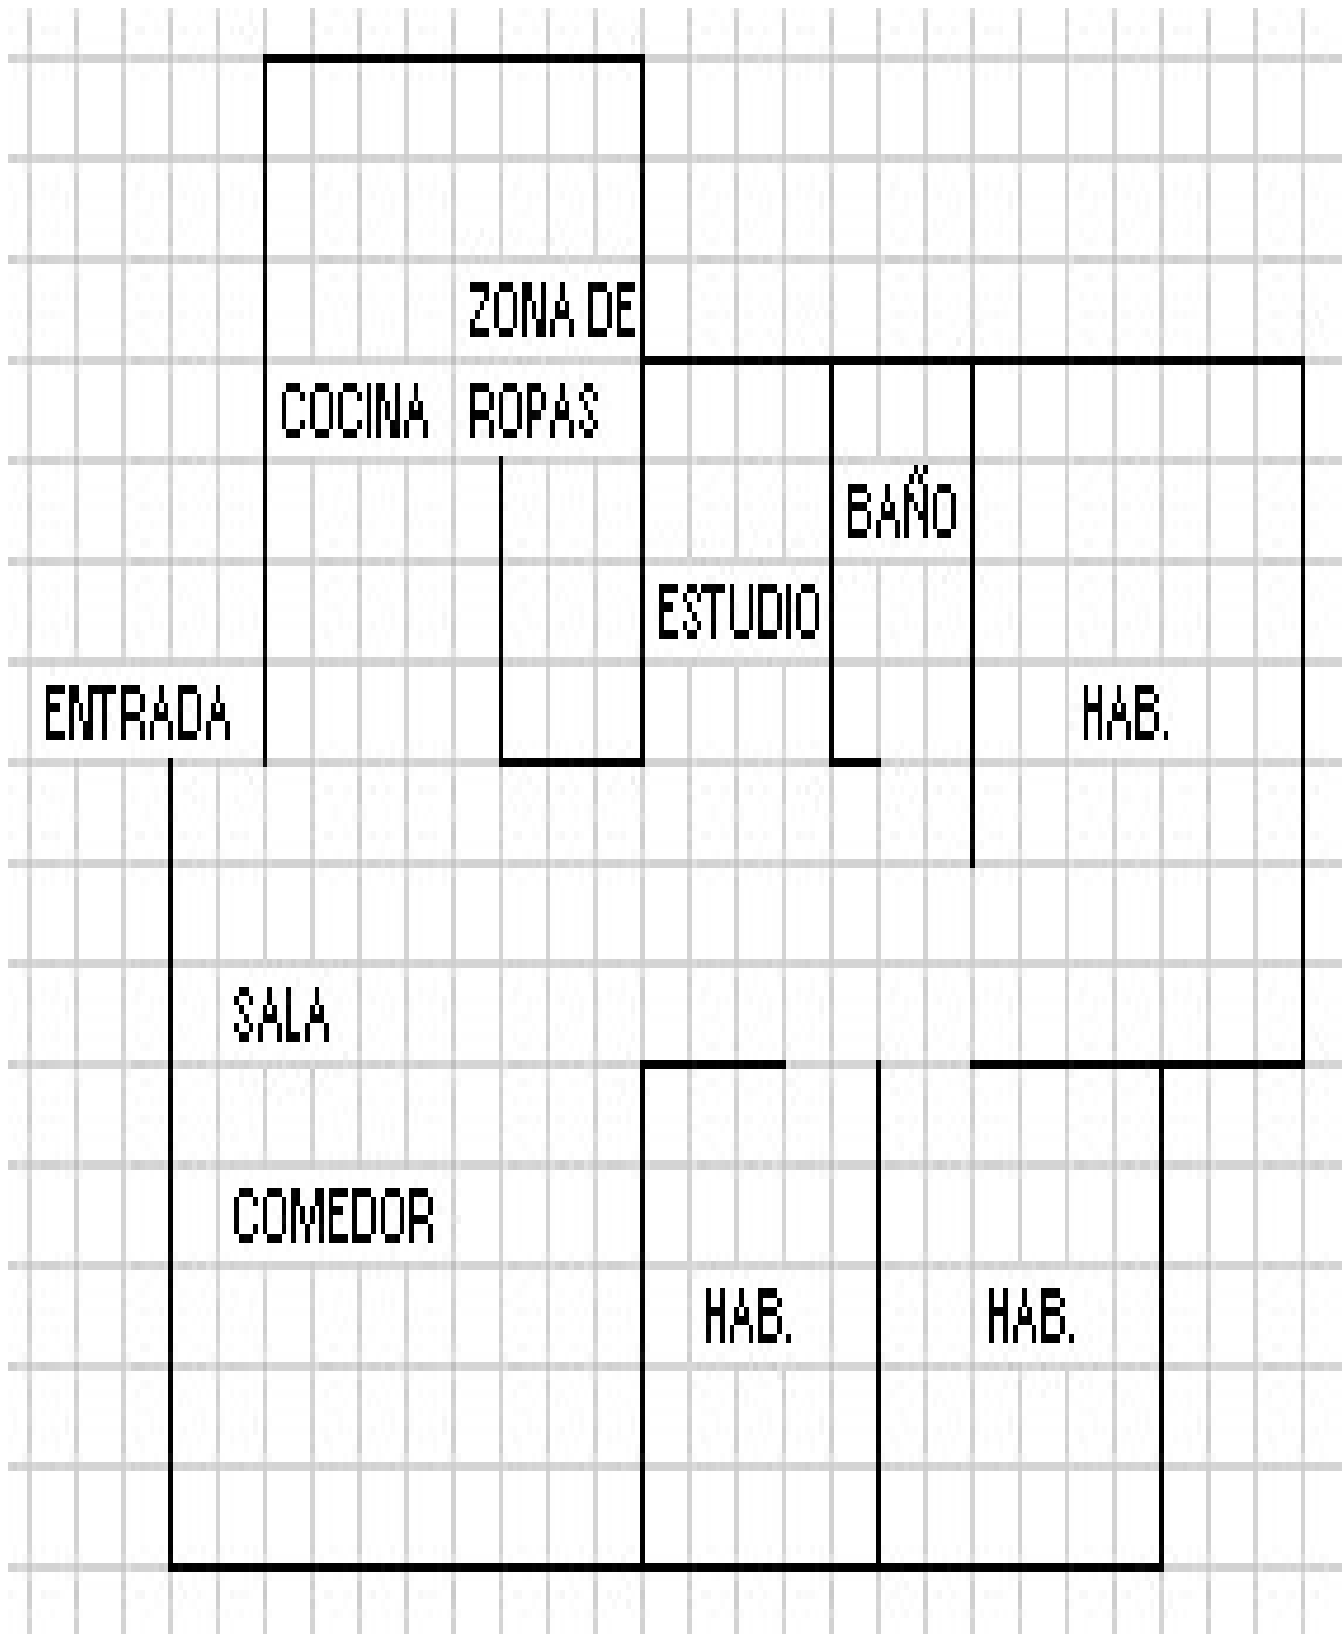 ZONA DE
COCINA ROPAS
BAÑO
ESTUDIO
ENTRADA
HAB.
SALA
COMEDOR
HAB.
HAB.